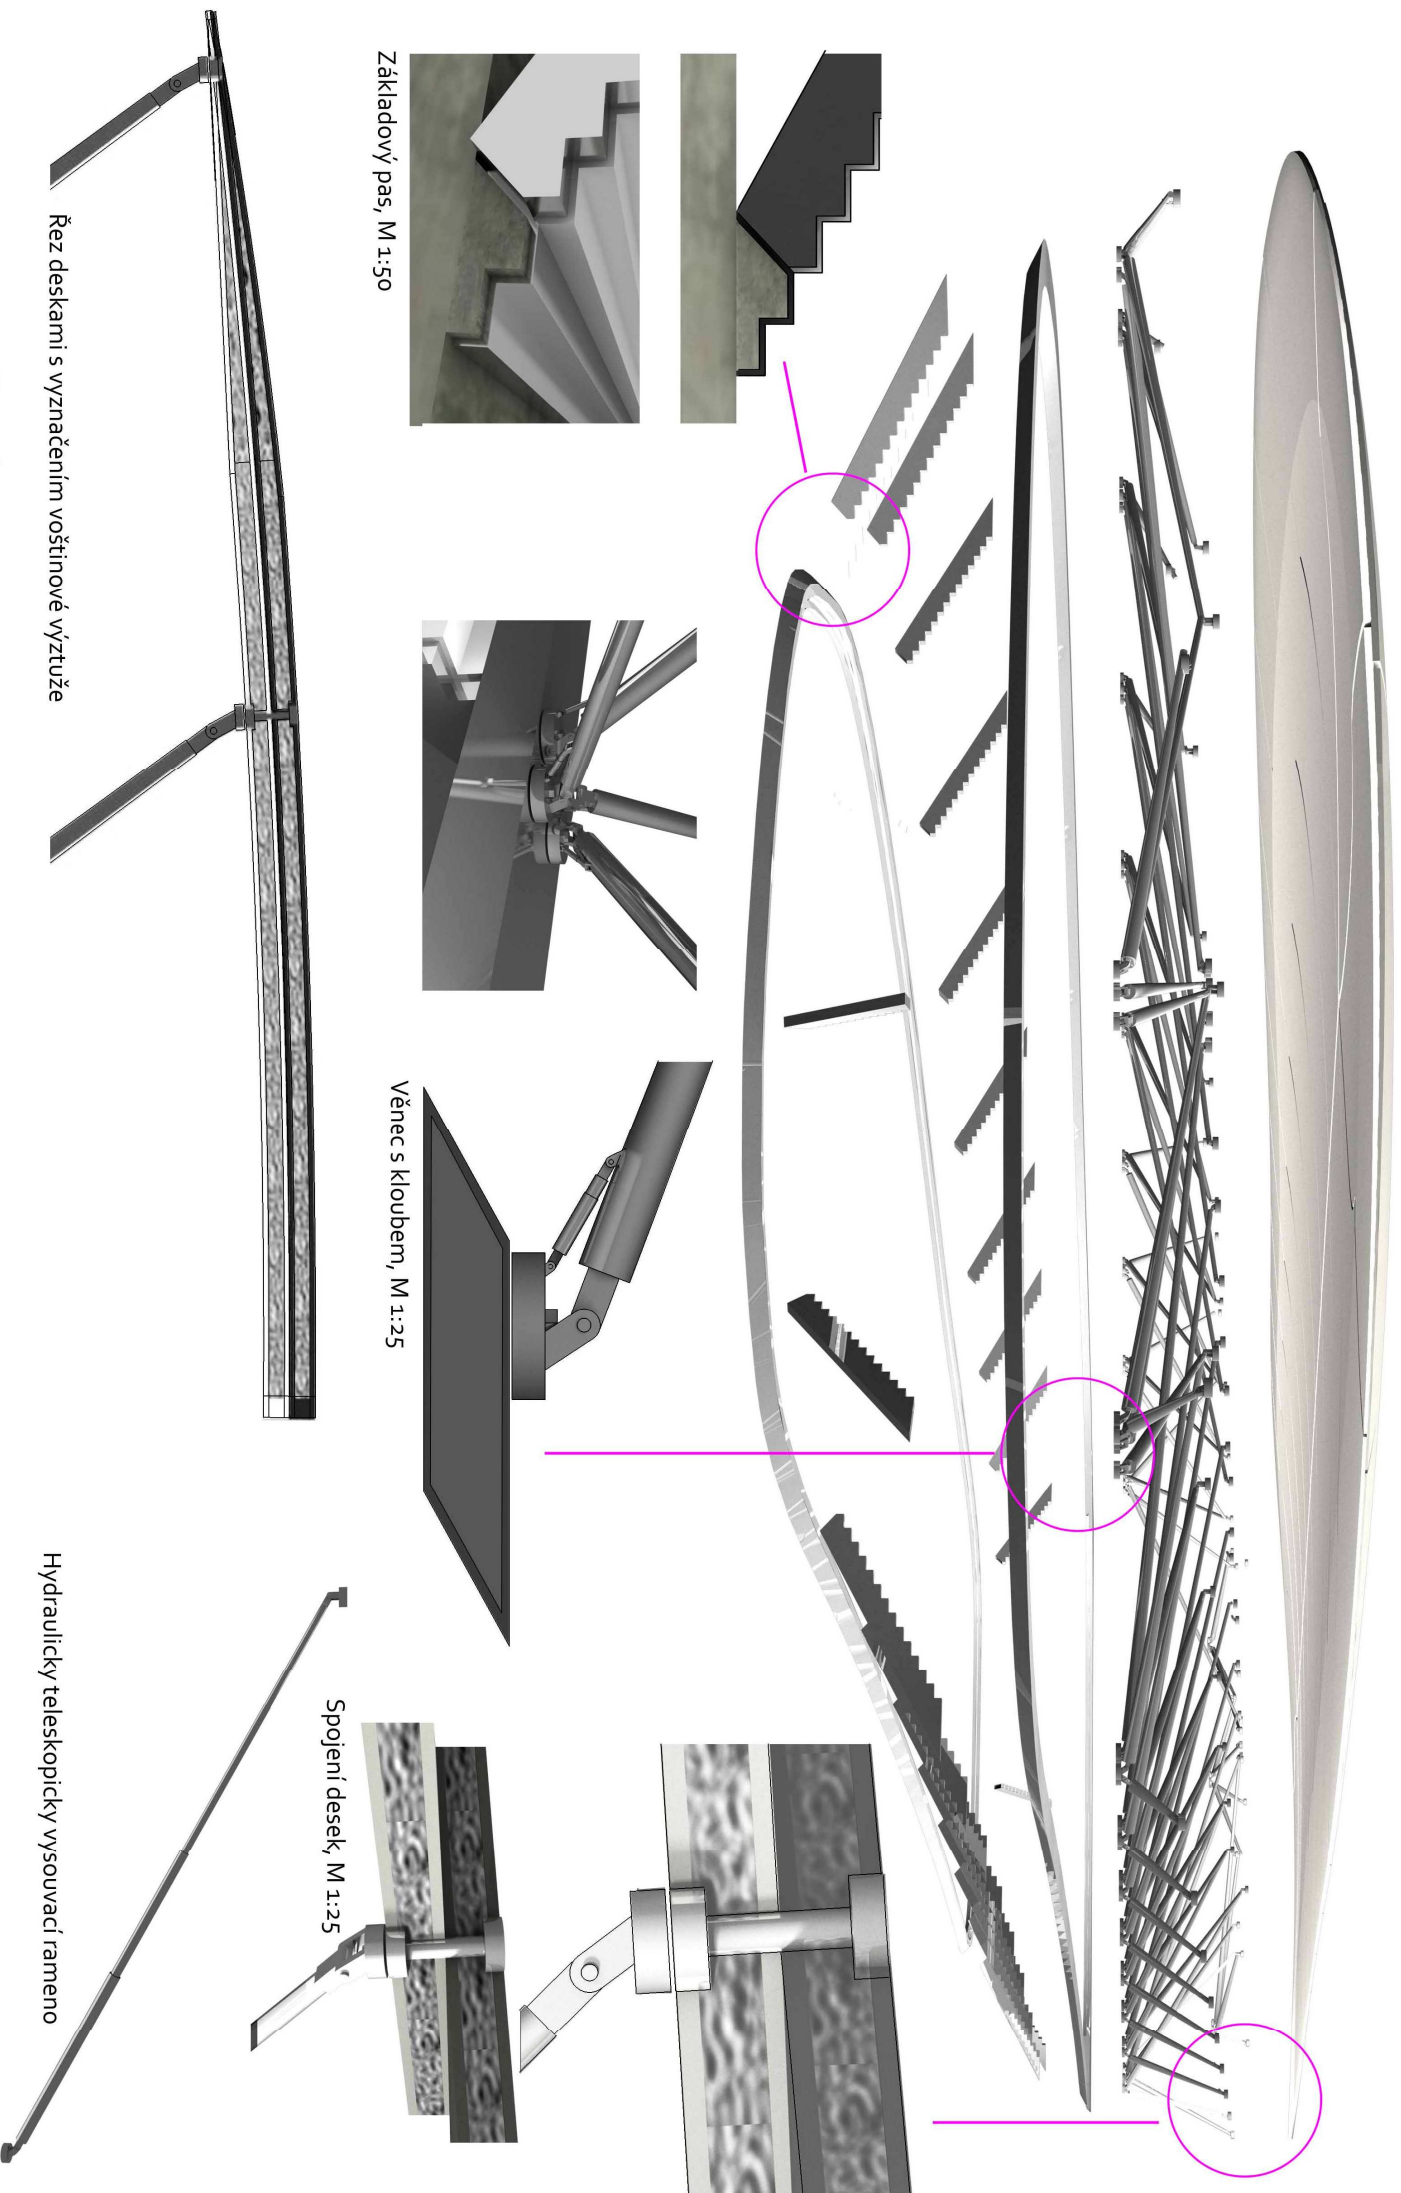 Základový pas, M 1:50
Věnec s kloubem, M 1:25
Spojení desek, M 1:25
Řez deskami s vyznačením voštinové výztuže
Hydraulicky teleskopicky vysouvací rameno